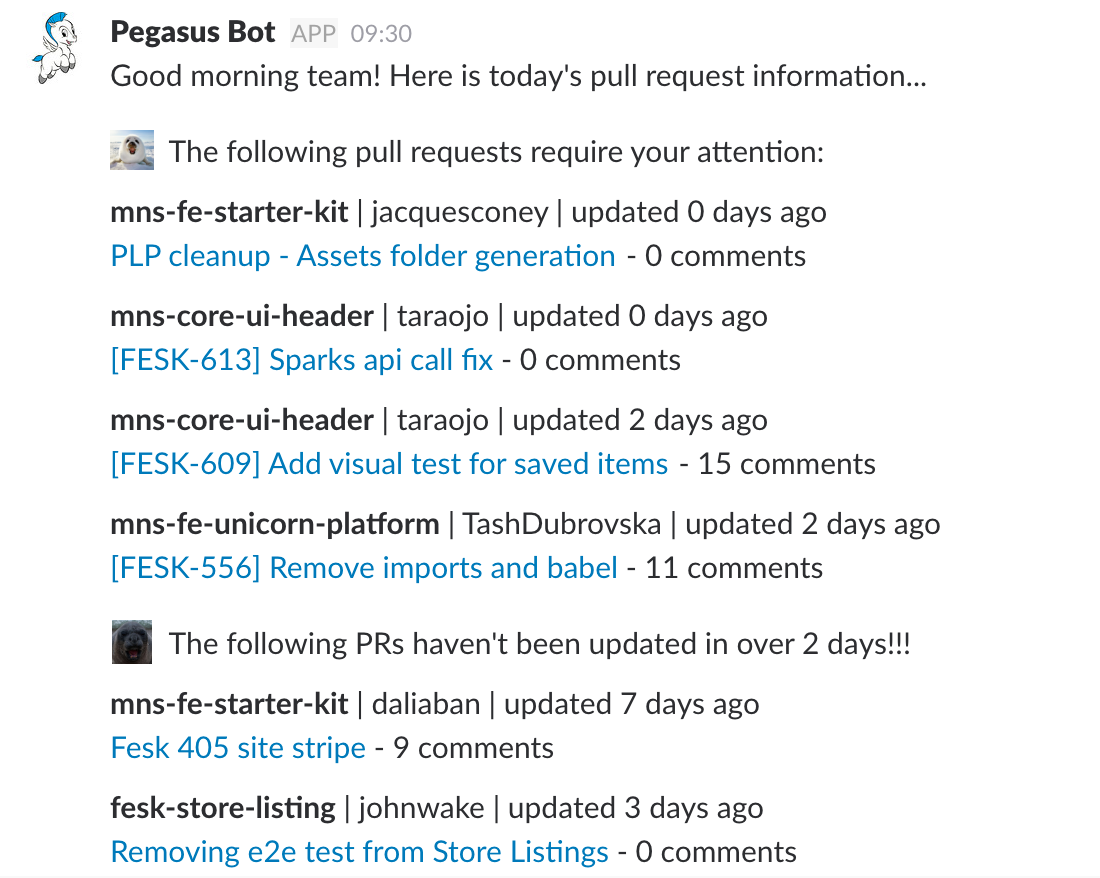 Pegasus Bot APP 09:30
Good morning team! Here is today's pull request information...
The following pull requests require your attention:
mns-fe-starter-kit | jacquesconey | updated 0 days ago
PLP cleanup - Assets folder generation - 0 comments
mns-core-ui-header | taraojo | updated 0 days ago
[FESK-613] Sparks api call fix - 0 comments
mns-core-ui-header | taraojo | updated 2 days ago
[FESK-609] Add visual test for saved items - 15 comments
mns-fe-unicorn-platform | TashDubrovska | updated 2 days ago
[FESK-556] Remove imports and babel - 11 comments
The following PRs haven't been updated in over 2 days!!!
mns-fe-starter-kit | daliaban | updated 7 days ago
Fesk 405 site stripe - 9 comments
fesk-store-listing | johnwake | updated 3 days ago
Removing e2e test from Store Listings - 0 comments